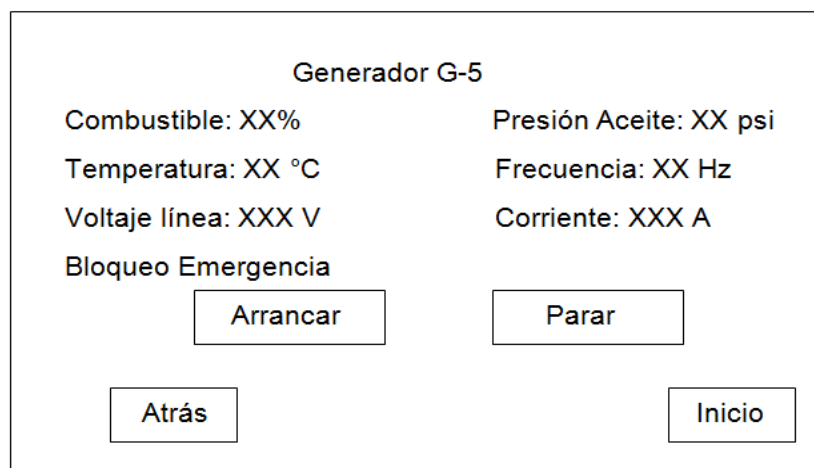 Generador G-5
Combustible: XX% Presión Aceite: XX psi
Temperatura: XX °C Frecuencia: XX Hz
Voltaje línea: XXX V Corriente: XXX A
Bloqueo Emergencia
Arrancar Parar
Atrás Inicio